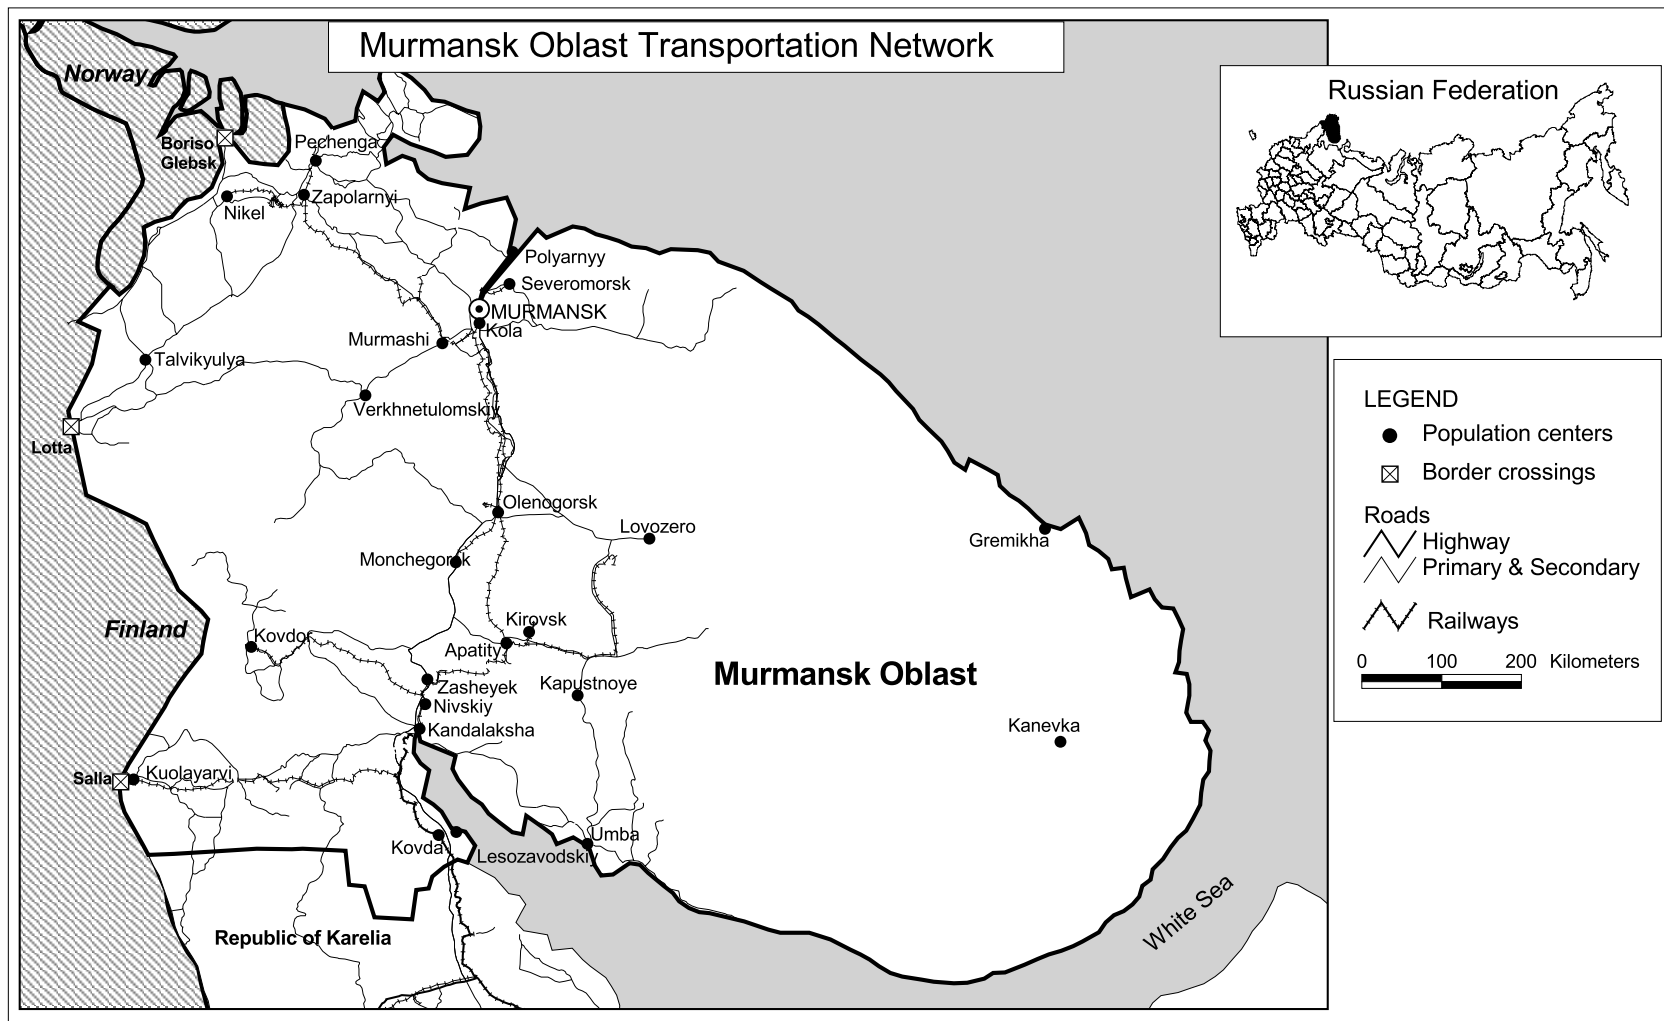 Murmansk Oblast Transportation Network
Norway
Russian Federation
Boriso
Glebsk
Pechenga
Zapolarnyi
Nikel
Polyarnyy
Severomorsk
MURMANSK
Kola
Murmashi
Talvikyulya
Verkhnetulomskiy
Lotta
LEGEND
Population centers
Border crossings
Roads
Highway
Primary & Secondary
Railways
0 100 200 Kilometers
Olenogorsk
Lovozero
Gremikha
Monchegorsk
Kirovsk
Finland
Kovdor
Apatity
Murmansk Oblast
Zasheyek
Kapustnoye
Nivskiy
Kandalaksha
Kanevka
Salla
Kuolayarvi
Umba
Kovda
Lesozavodskiy
White Sea
Republic of Karelia